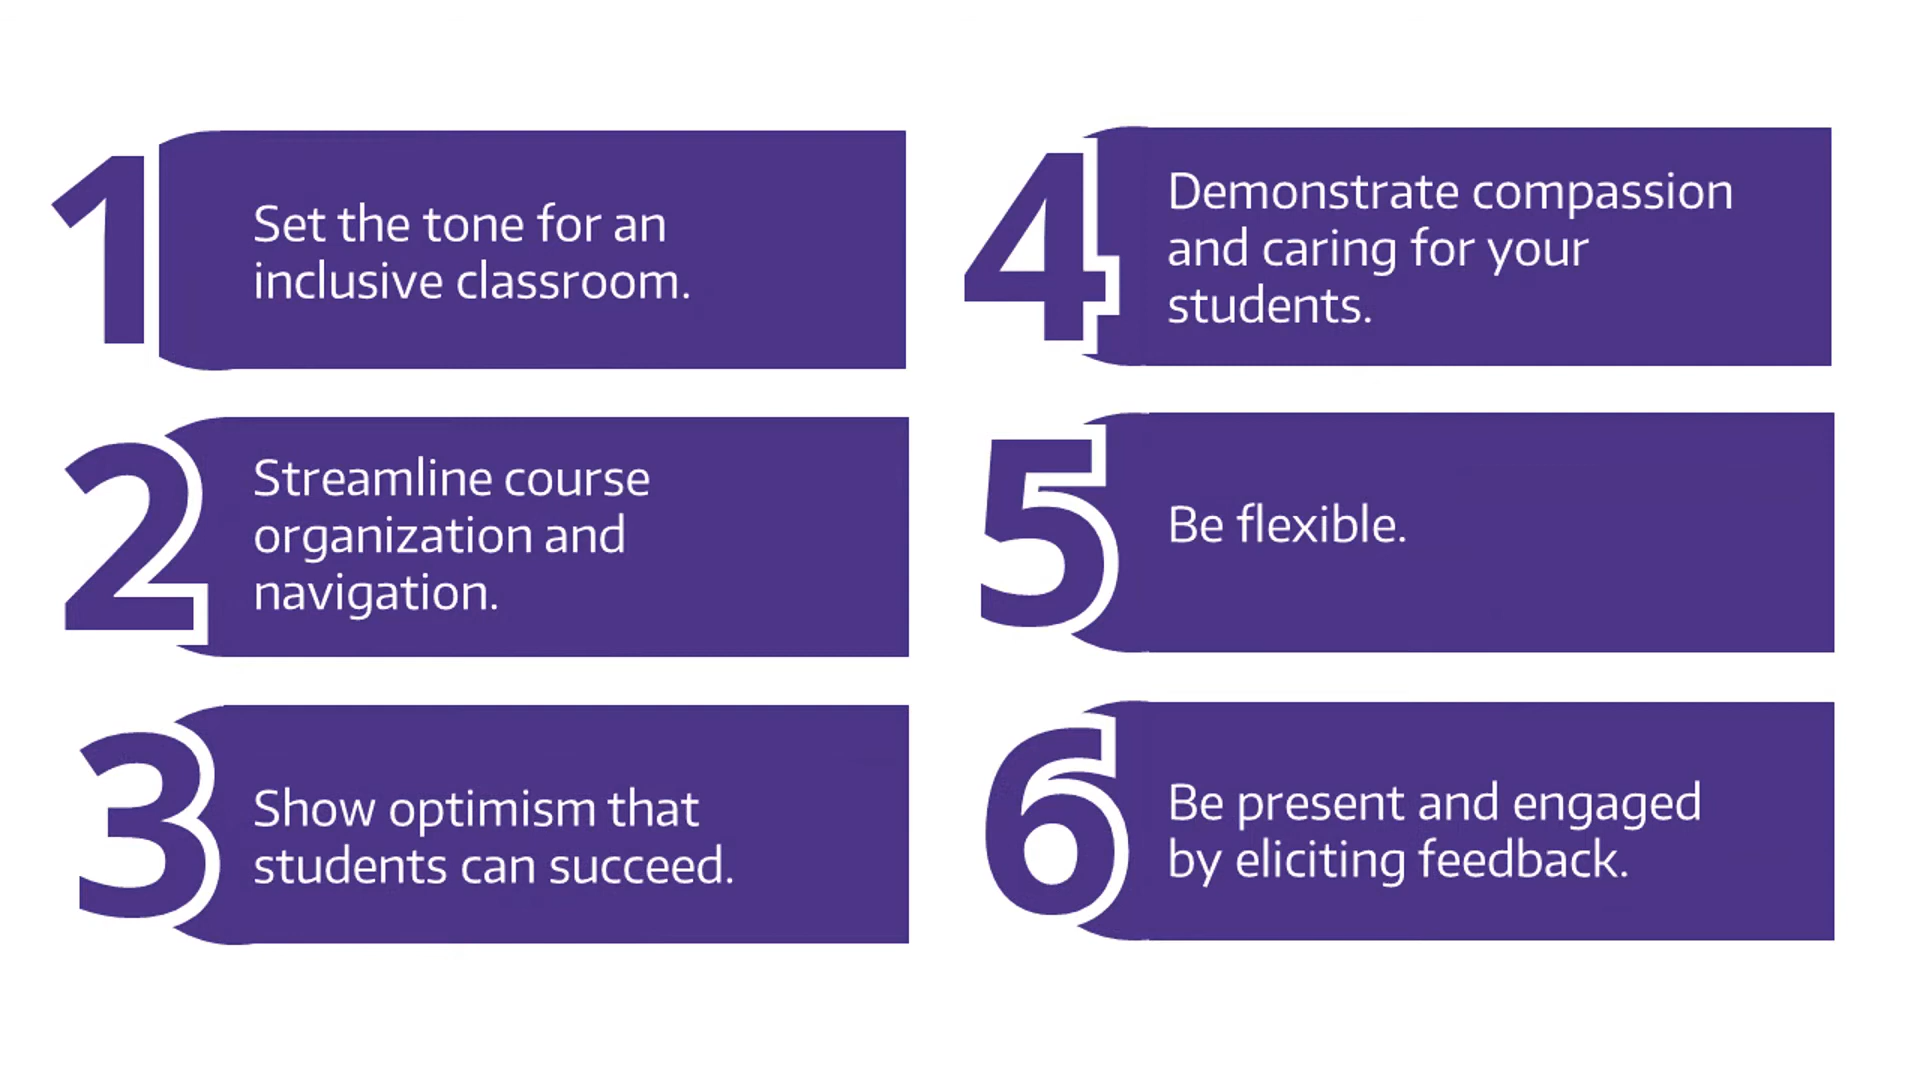 1
Set the tone for an
inclusive classroom.
2
Streamline course
organization and
navigation.
3
Show optimism that
students can succeed.
4
Demonstrate compassion
and caring for your
students.
5
Be flexible.
6
Be present and engaged
by eliciting feedback.